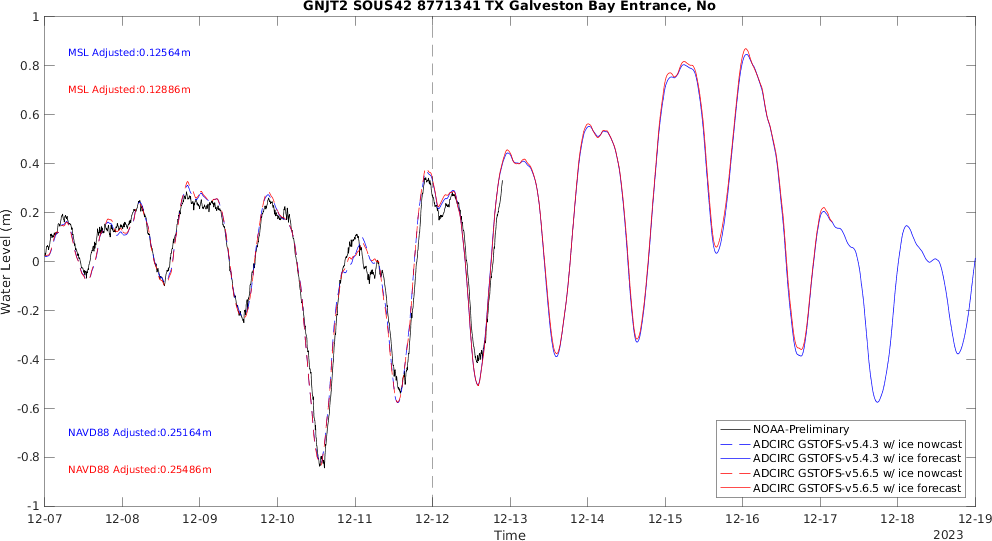 GNJT2 SOUS42 8771341 TX Galveston Bay Entrance, No
MSL Adjusted:0.12564m
MSL Adjusted:0.12886m
NAVD88 Adjusted:0.25164m
NAVD88 Adjusted:0.25486m
Water Level (m)
1
0.8
0.6
0.4
0.2
0
-0.2
-0.4
-0.6
-0.8
-1
NOAA-Preliminary
ADCIRC GSTOFS-v5.4.3 w/ ice nowcast
ADCIRC GSTOFS-v5.4.3 w/ ice forecast
ADCIRC GSTOFS-v5.6.5 w/ ice nowcast
ADCIRC GSTOFS-v5.6.5 w/ ice forecast
12-07 12-08 12-09 12-10 12-11 12-12 12-13 12-14 12-15 12-16 12-17 12-18 12-19
Time
2023